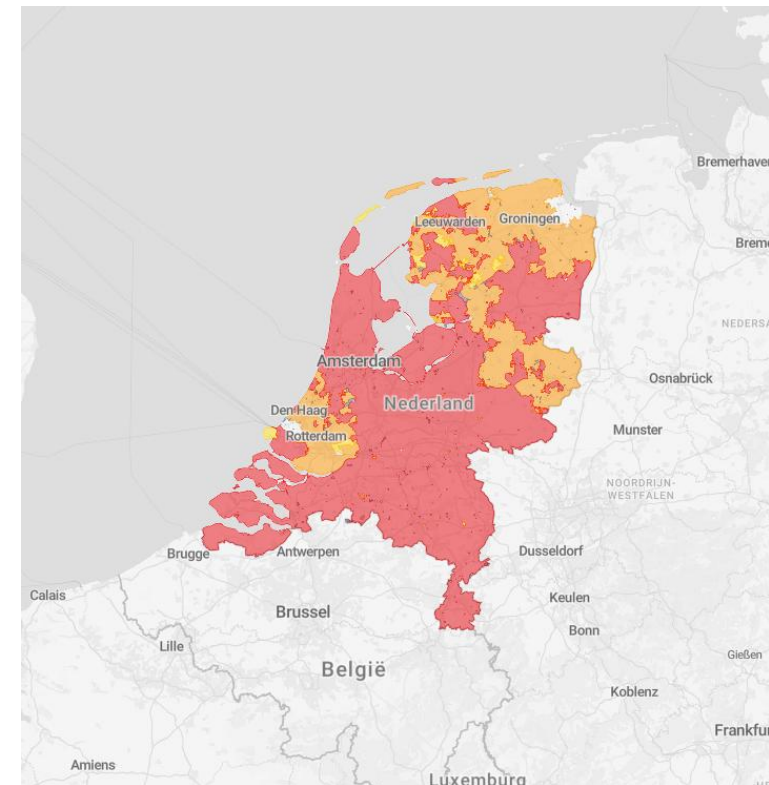 Bremerhaven
Leeuwarden
Groningen
Breme
NEDERSA
Amsterdam
Osnabrück
Den Haag
Nederland
Rotterdam
Munster
NOORDRIJN-
WESTFALEN
Brugge
Antwerpen
Dusseldorf
Calais
Keulen
Brussel
Bonn
Lille
Gießen
België
Koblenz
Frankfur
Amiens
Luxemburg